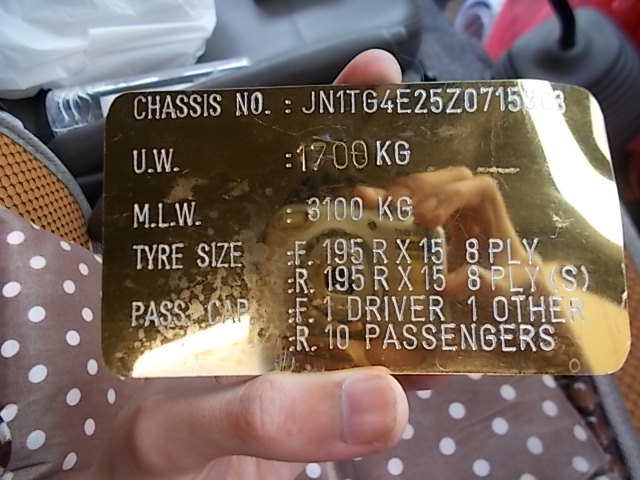 CHASSIS NO. :
U.W. : 1700 KG
M.L.W. : 3100 KG
TYRE SIZE :F. 195 R X 15 8 PLY
:R. 195 R X 15 8 PLY (S)
PASS. CAP :F. 1 DRIVER 1 OTHER
:R. 10 PASSENGERS